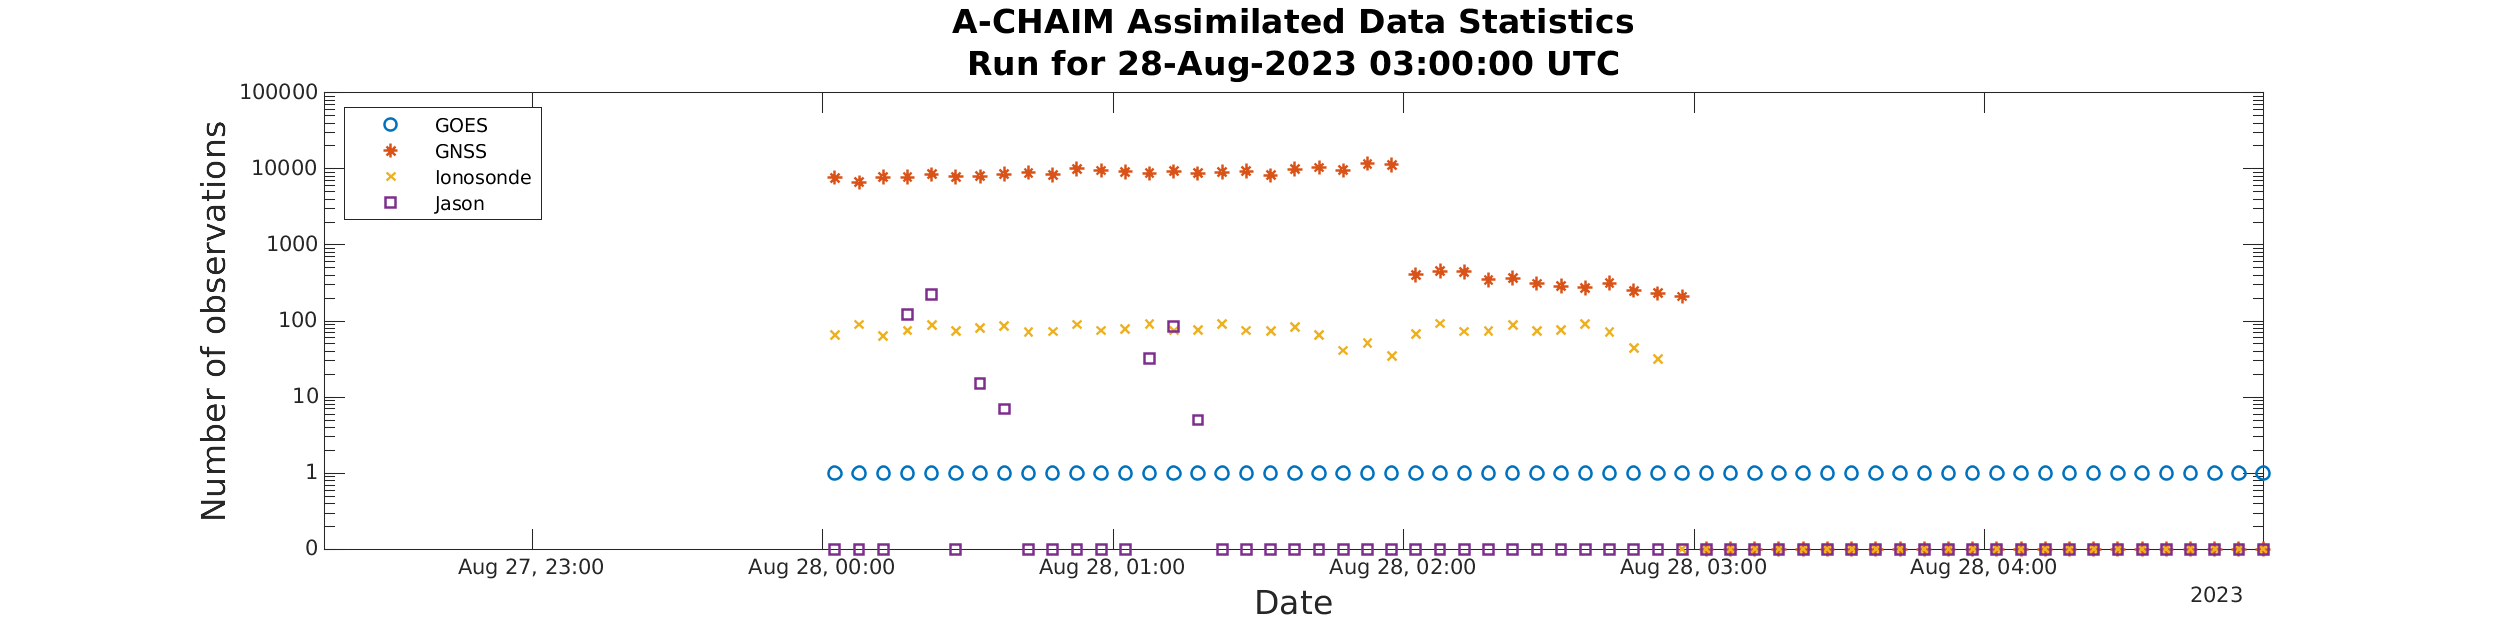 A-CHAIM Assimilated Data Statistics
Run for 28-Aug-2023 03:00:00 UTC
Number of observations
100000
10000
1000
100
10
1
0
GOES
GNSS
Ionosonde
Jason
Aug 27, 23:00
Aug 28, 00:00
Aug 28, 01:00
Aug 28, 02:00
Aug 28, 03:00
Aug 28, 04:00
2023
Date